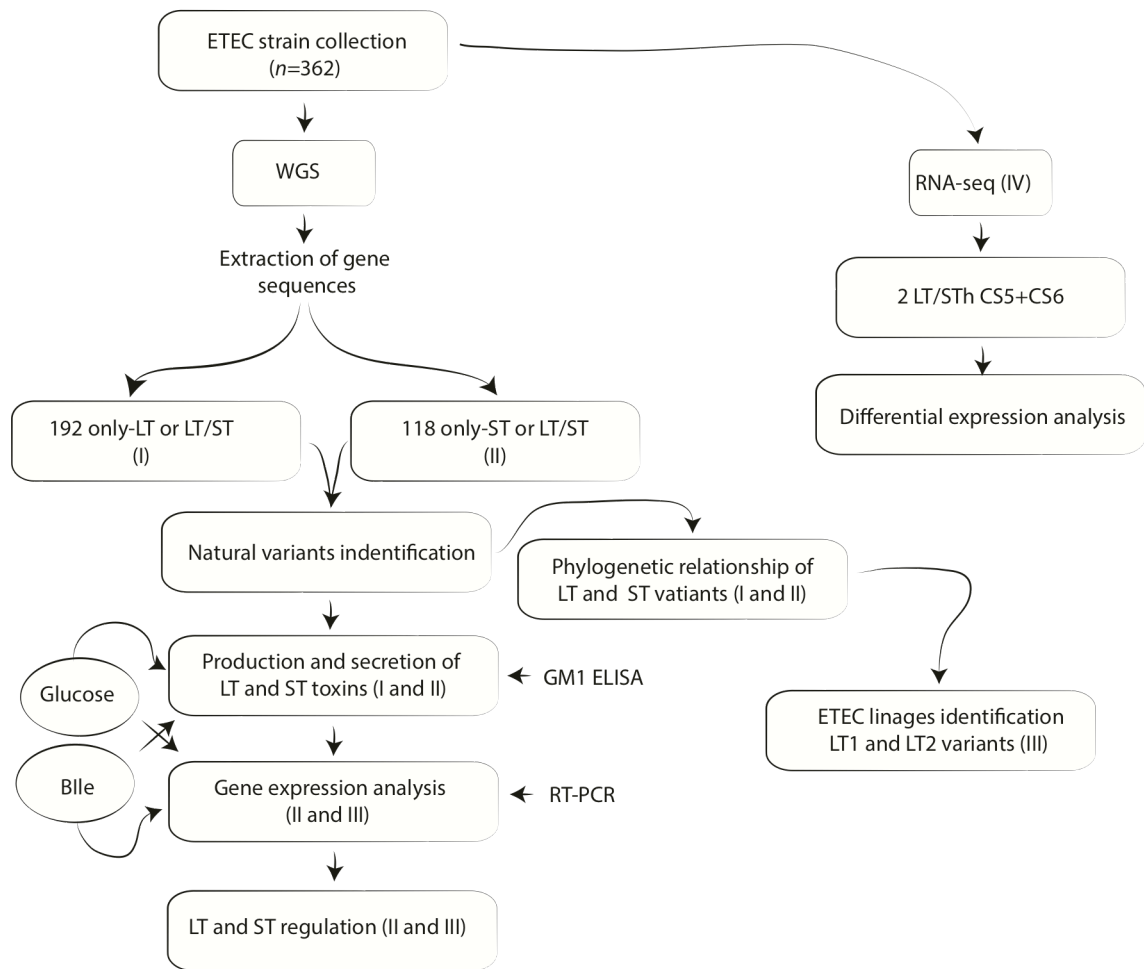 ETEC strain collection
(n=362)
WGS
RNA-seq (IV)
Extraction of gene
sequences
2 LT/STh CS5+CS6
192 only-LT or LT/ST
(I)
118 only-ST or LT/ST
(II)
Differential expression analysis
Natural variants indentification
Phylogenetic relationship of
LT and ST vatiants (I and II)
Production and secretion of
LT and ST toxins (I and II)
GM1 ELISA
Glucose
ETEC linages identification
LT1 and LT2 variants (III)
BIle
Gene expression analysis
(II and III)
RT-PCR
LT and ST regulation (II and III)